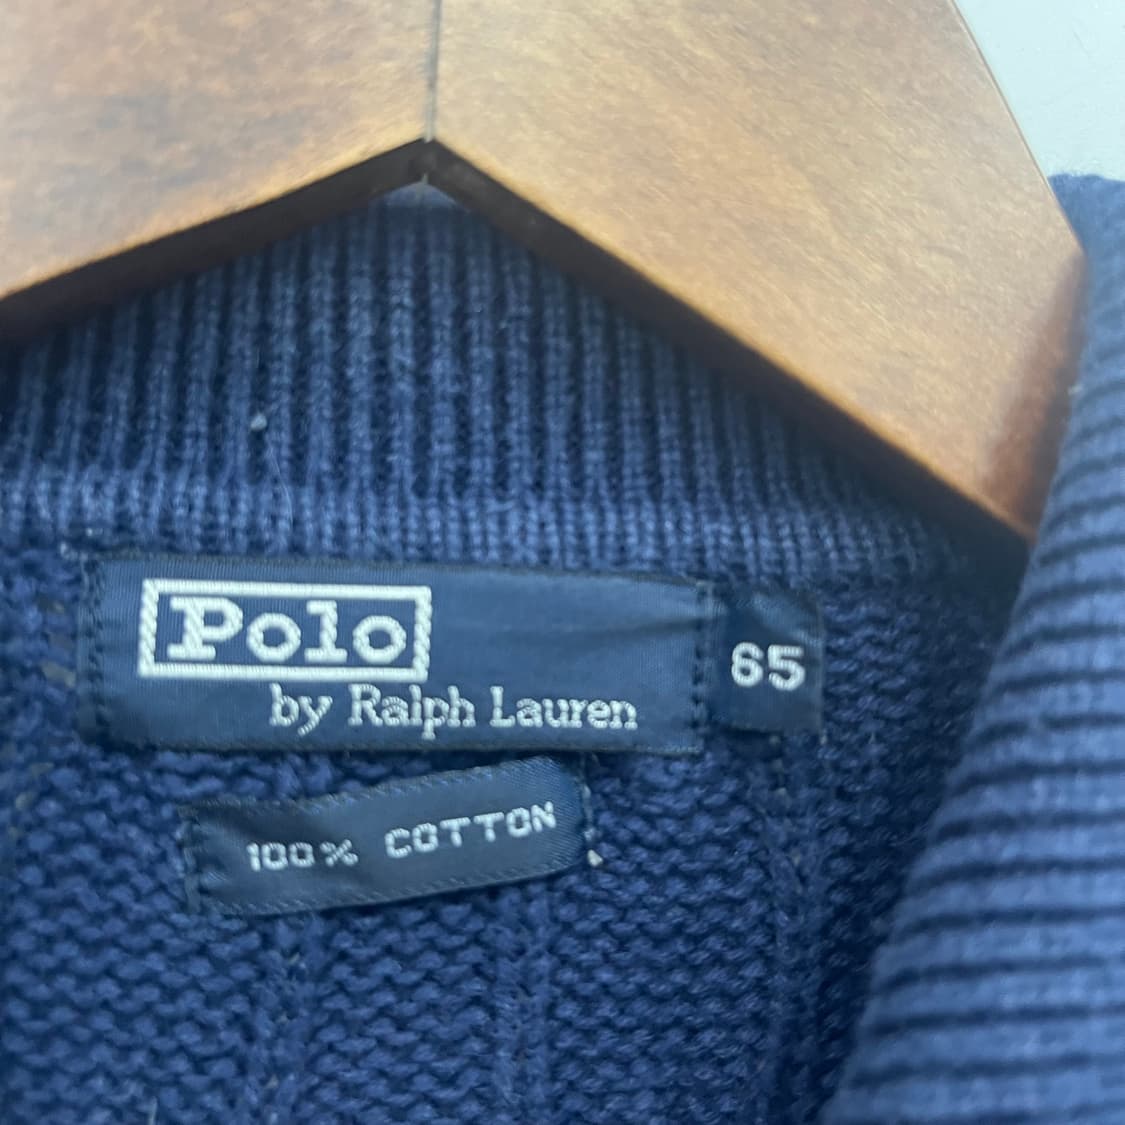 Polo
by Ralph Lauren
65
100% COTTON